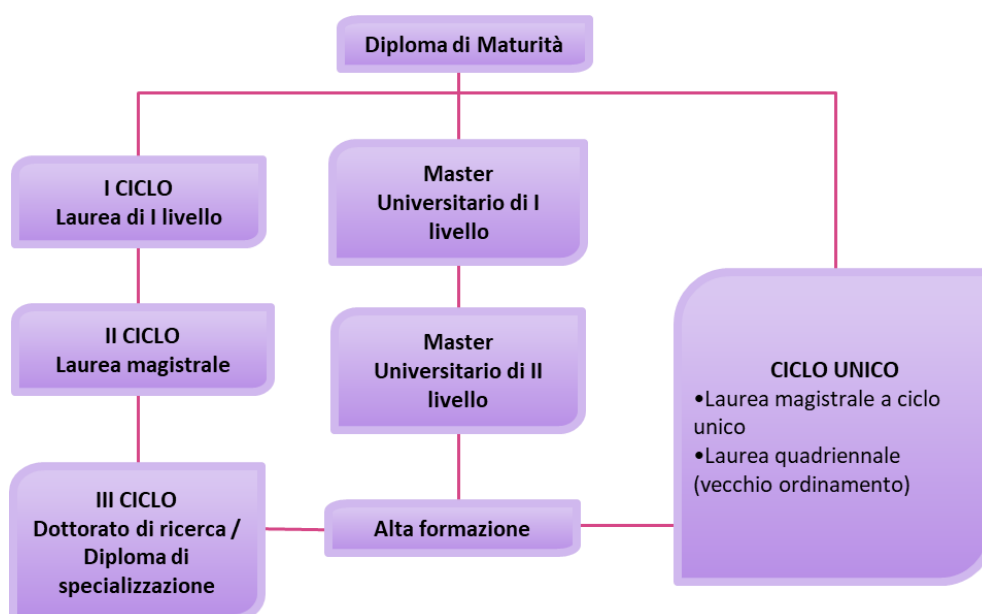 Diploma di Maturità
I CICLO
Laurea di I livello
Master
Universitario di I
livello
II CICLO
Laurea magistrale
Master
Universitario di II
livello
CICLO UNICO
•Laurea magistrale a ciclo
unico
•Laurea quadriennale
(vecchio ordinamento)
III CICLO
Dottorato di ricerca /
Diploma di
specializzazione
Alta formazione